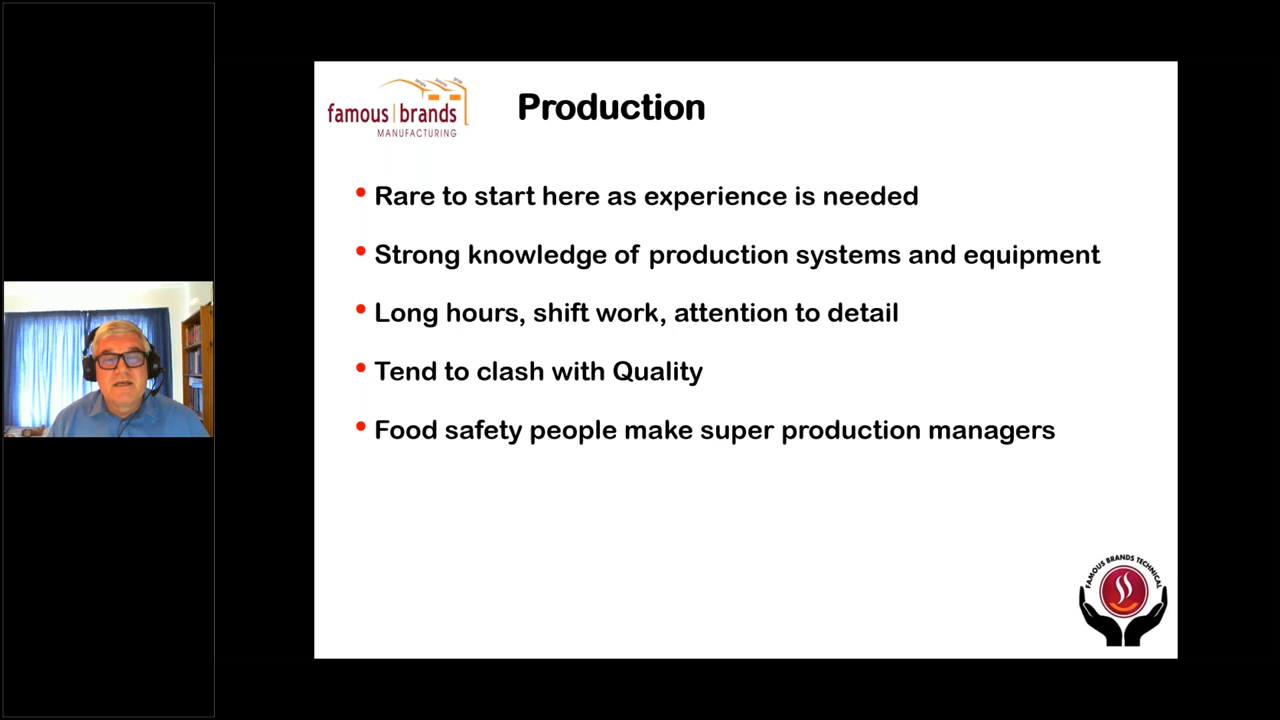 famous brands
MANUFACTURING
Production
• Rare to start here as experience is needed
• Strong knowledge of production systems and equipment
• Long hours, shift work, attention to detail
• Tend to clash with Quality
• Food safety people make super production managers
FAMOUS BRANDS TECHNICAL